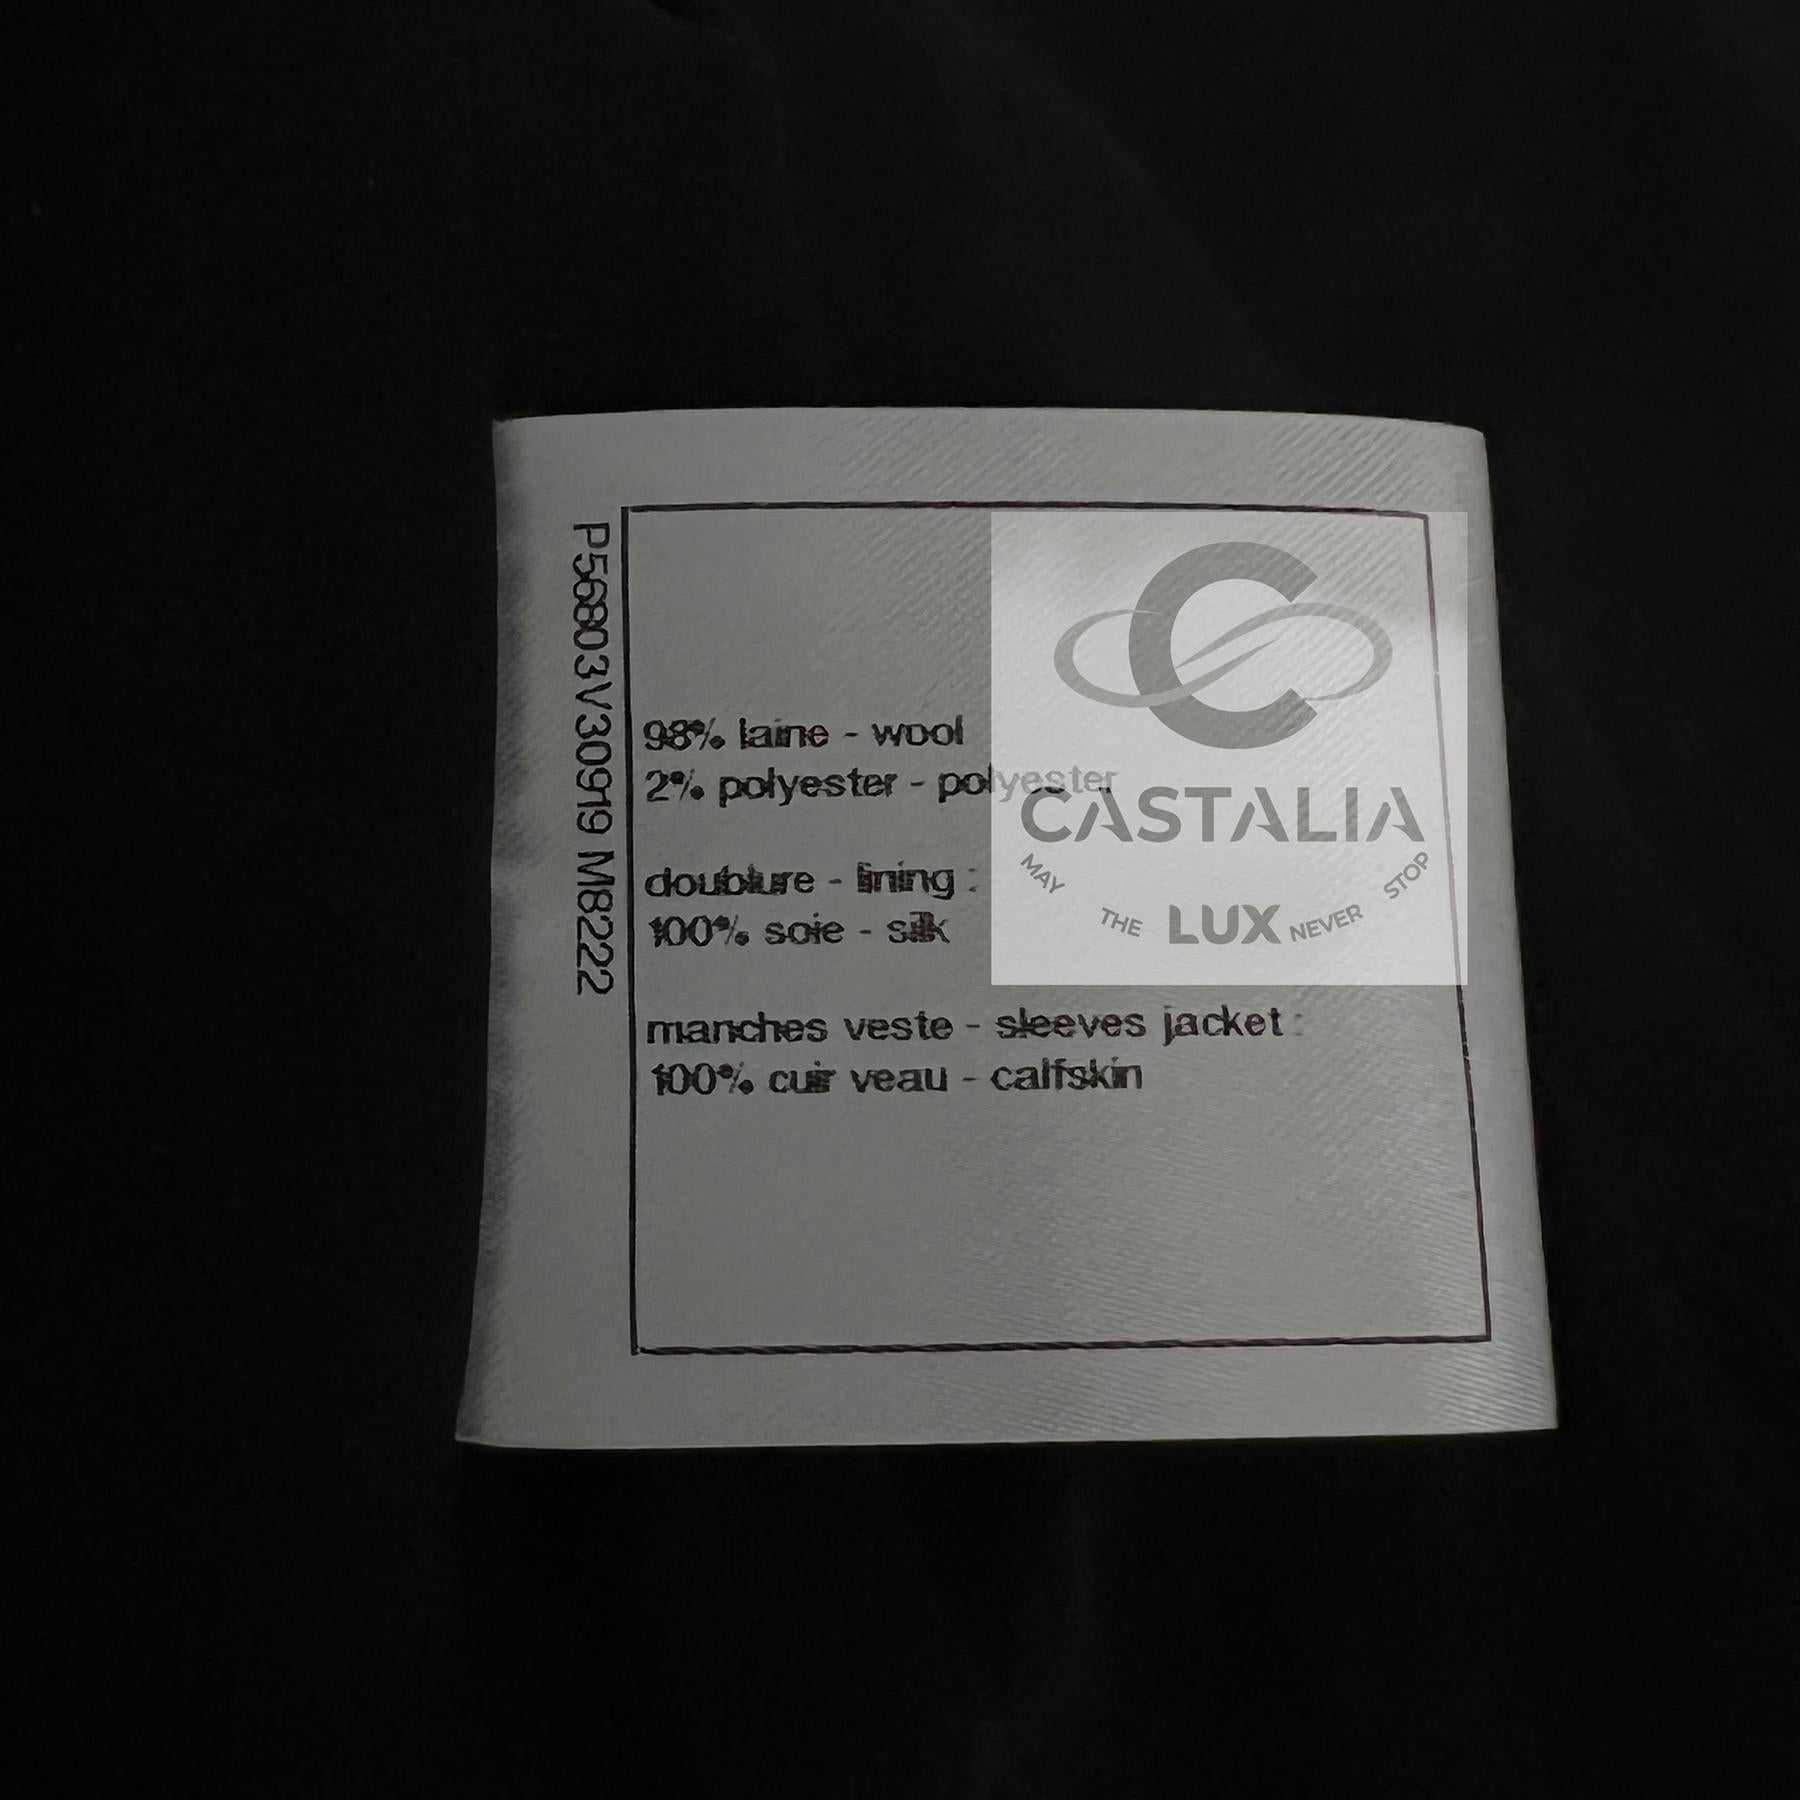 P56803V30919 M8222
98% laine - wool
2% polyester - polyester
doublure - lining :
100% soie - silk
manches veste - sleeves jacket :
100% cuir veau - calfskin
C
CASTALIA
MAY THE LUX NEVER STOP